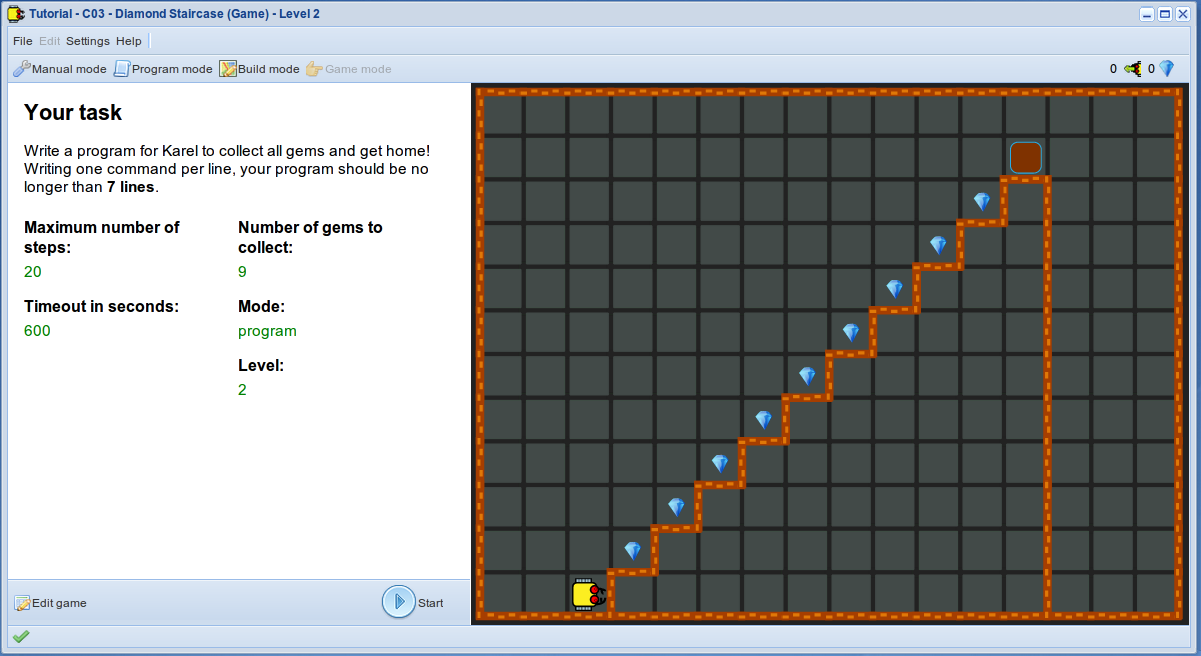 Tutorial - C03 - Diamond Staircase (Game) - Level 2
File Edit Settings Help
Manual mode Program mode Build mode Game mode
0 0
Your task
Write a program for Karel to collect all gems and get home!
Writing one command per line, your program should be no
longer than 7 lines.
Maximum number of
steps:
20
Number of gems to
collect:
9
Timeout in seconds:
600
Mode:
program
Level:
2
Edit game
Start